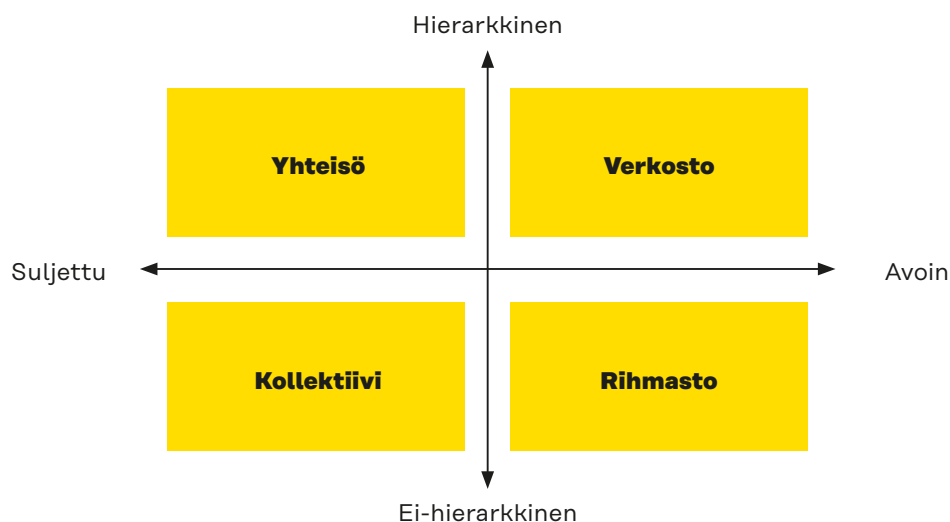 Hierarkkinen
Yhteisö
Verkosto
Suljettu
Avoin
Kollektiivi
Rihmasto
Ei-hierarkkinen